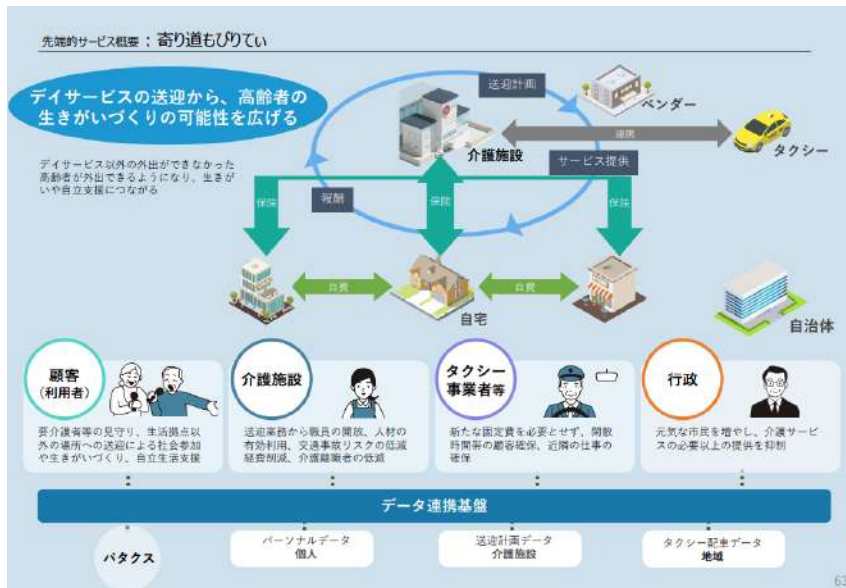 先端的サービス概要：寄り道もびりてぃ
デイサービスの送迎から、高齢者の
生きがいづくりの可能性を広げる
デイサービス以外の外出ができなかった
高齢者が外出できるようになり、生きが
いや自立支援につながる
送迎計画
ベンダー
連携
タクシー
介護施設
サービス提供
報酬
保険
保険
保険
自費
自費
自宅
自治体
顧客
(利用者)
要介護者等の見守り、生活拠点以
外の場所への送迎による社会参加
や生きがいづくり、自立生活支援
介護施設
送迎業務から職員の開放、人材の
有効利用、交通事故リスクの低減
経費削減、介護離職者の低減
タクシー
事業者等
新たな固定費を必要とせず、閑散
時間帯の顧客確保、近隣の仕事の
確保
行政
元気な市民を増やし、介護サービ
スの必要以上の提供を抑制
データ連携基盤
パタクス
パーソナルデータ
個人
送迎計画データ
介護施設
タクシー配車データ
地域
63